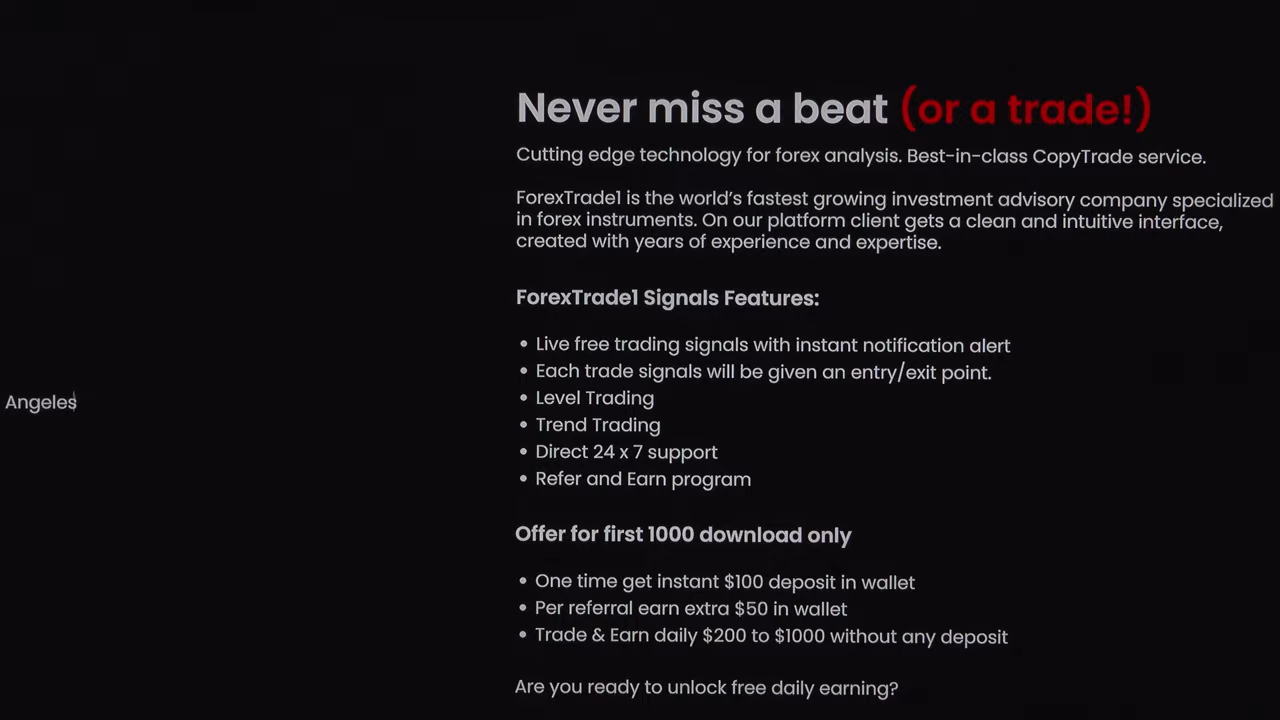 Never miss a beat (or a trade!)
Cutting edge technology for forex analysis. Best-in-class CopyTrade service.
ForexTrade1 is the world's fastest growing investment advisory company specialized
in forex instruments. On our platform client gets a clean and intuitive interface,
created with years of experience and expertise.
ForexTrade1 Signals Features:
• Live free trading signals with instant notification alert
• Each trade signals will be given an entry/exit point.
• Level Trading
Angeles
• Trend Trading
• Direct 24 x 7 support
• Refer and Earn program
Offer for first 1000 download only
• One time get instant $100 deposit in wallet
• Per referral earn extra $50 in wallet
• Trade & Earn daily $200 to $1000 without any deposit
Are you ready to unlock free daily earning?